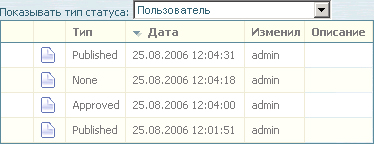 Показывать тип статуса: Пользователь
Тип Дата Изменил Описание
Published 25.08.2006 12:04:31 admin
None 25.08.2006 12:04:18 admin
Approved 25.08.2006 12:04:00 admin
Published 25.08.2006 12:01:51 admin